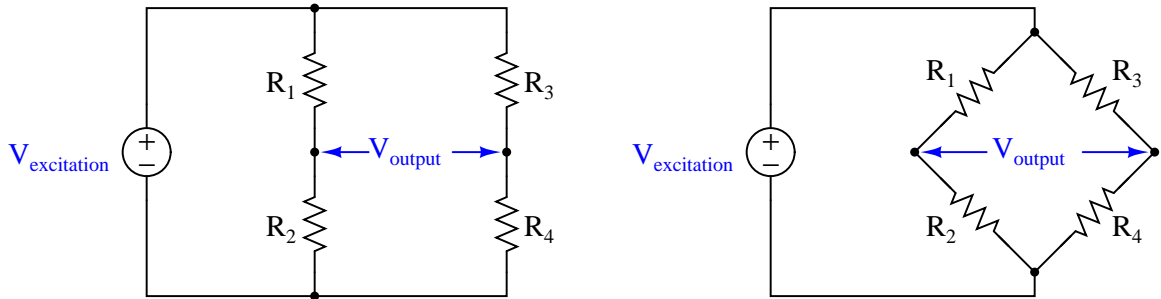 R1
R3
Vexcitation
+
−
Voutput
R2
R4
R1
R3
Vexcitation
+
−
Voutput
R2
R4